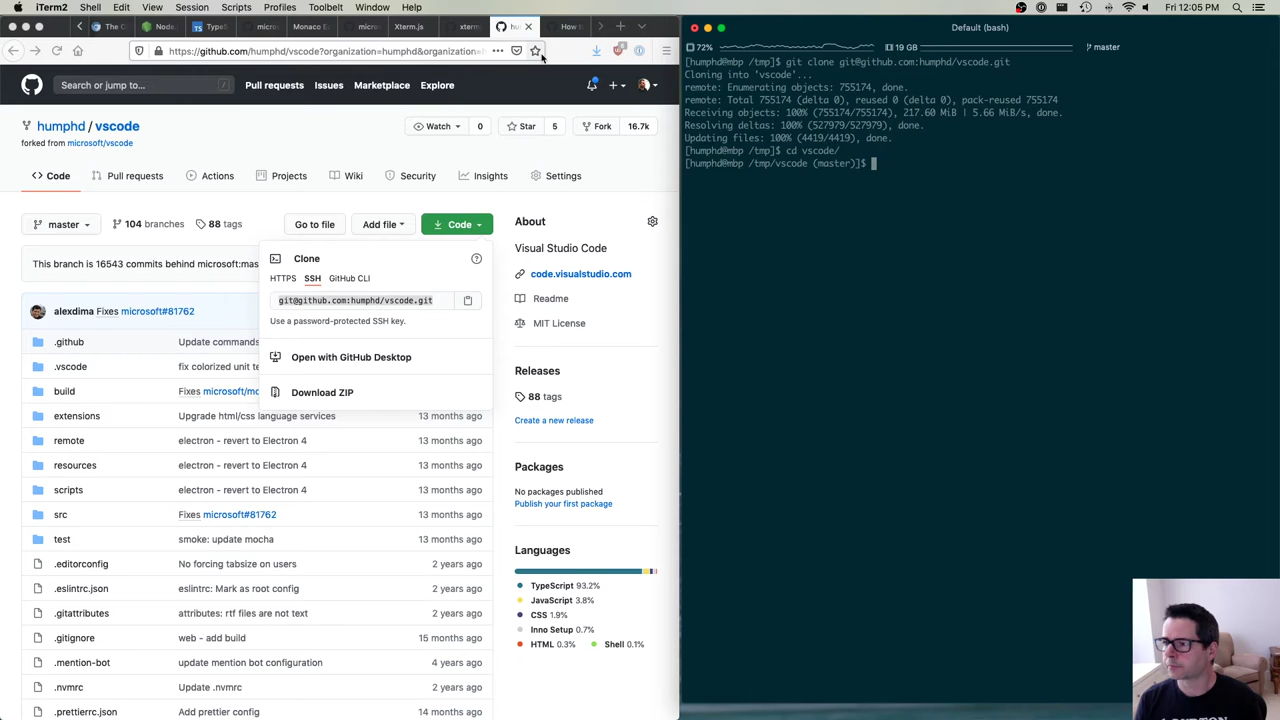 iTerm2 Shell Edit View Session Scripts Profiles Toolbelt Window Help 12:05:09 PM
The C Node. TypeS micros Monaco E micros Xterm.js xterm hu How to
https://github.com/humphd/vscode?organization=humphd&organization=h
Search or jump to... / Pull requests Issues Marketplace Explore
humphd / vscode
forked from microsoft/vscode
Watch 0 Star 5 Fork 16.7k
Code Pull requests Actions Projects Wiki Security Insights Settings
master 104 branches 88 tags Go to file Add file Code
This branch is 16543 commits behind microsoft:mas
Clone
HTTPS SSH GitHub CLI
git@github.com:humphd/vscode.git
Use a password-protected SSH key.
Open with GitHub Desktop
Download ZIP
alexdima Fixes microsoft#81762
.github Update commands
.vscode fix colorized unit te
build Fixes microsoft/mo
extensions Upgrade html/css language services 13 months ago
remote electron - revert to Electron 4 13 months ago
resources electron - revert to Electron 4 13 months ago
scripts electron - revert to Electron 4 13 months ago
src Fixes microsoft#81762 13 months ago
test smoke: update mocha 13 months ago
.editorconfig No forcing tabsize on users 2 years ago
.eslintrc.json eslintrc: Mark as root config 2 years ago
.gitattributes attributes: rtf files are not text 2 years ago
.gitignore web - add build 15 months ago
.mention-bot update mention bot configuration 4 years ago
.nvmrc Update .nvmrc 2 years ago
.prettierrc.json Add prettier config 14 months ago
About
Visual Studio Code
code.visualstudio.com
Readme
MIT License
Releases
88 tags
Create a new release
Packages
No packages published
Publish your first package
Languages
TypeScript 93.2%
JavaScript 3.8%
CSS 1.9%
Inno Setup 0.7%
HTML 0.3% Shell 0.1%
Default (bash)
72% 19 GB master
[humphd@mbp /tmp]$ git clone git@github.com:humphd/vscode.git
Cloning into 'vscode'...
remote: Enumerating objects: 755174, done.
remote: Total 755174 (delta 0), reused 0 (delta 0), pack-reused 755174
Receiving objects: 100% (755174/755174), 217.60 MiB | 5.66 MiB/s, done.
Resolving deltas: 100% (527979/527979), done.
Updating files: 100% (4419/4419), done.
[humphd@mbp /tmp]$ cd vscode/
[humphd@mbp /tmp/vscode (master)]$